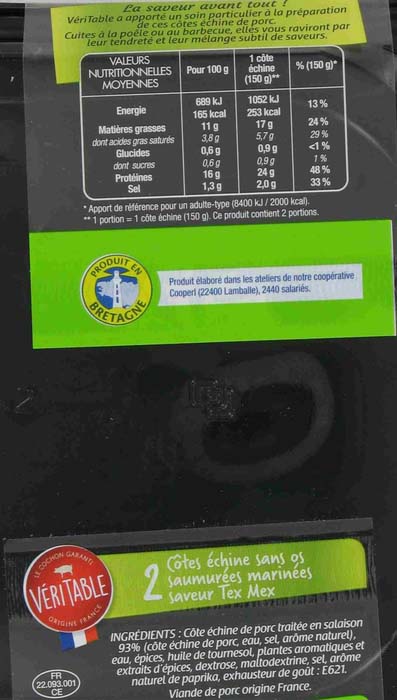 La saveur avant tout !
VériTable a apporté un soin particulier à la préparation
de ces côtes échine de porc.
Cuites à la poêle ou au barbecue, elles vous raviront par
leur tendreté et leur mélange subtil de saveurs.
VALEURS NUTRITIONNELLES MOYENNES | Pour 100 g | 1 côte échine (150 g)** | % (150 g)*
Energie | 689 kJ 165 kcal | 1052 kJ 253 kcal | 13 %
Matières grasses | 11 g | 17 g | 24 %
dont acides gras saturés | 3,8 g | 5,7 g | 29 %
Glucides | 0,6 g | 0,9 g | <1 %
dont sucres | 0,6 g | 0,9 g | 1 %
Protéines | 16 g | 24 g | 48 %
Sel | 1,3 g | 2,0 g | 33 %
* Apport de référence pour un adulte-type (8400 kJ / 2000 kcal).
** 1 portion = 1 côte échine (150 g). Ce produit contient 2 portions.
PRODUIT EN
BRETAGNE
Produit élaboré dans les ateliers de notre coopérative
Cooperl (22400 Lamballe), 2440 salariés.
LE COCHON GARANTI
VÉRITABLE
ORIGINE FRANCE
2 Côtes échine sans os
saumurées marinées
saveur Tex Mex
INGRÉDIENTS : Côte échine de porc traitée en salaison
93% (côte échine de porc, eau, sel, arôme naturel),
eau, épices, huile de tournesol, plantes aromatiques et
extraits d'épices, dextrose, maltodextrine, sel, arôme
naturel de paprika, exhausteur de goût : E621.
Viande de porc origine France.
FR
22.093.001
CE